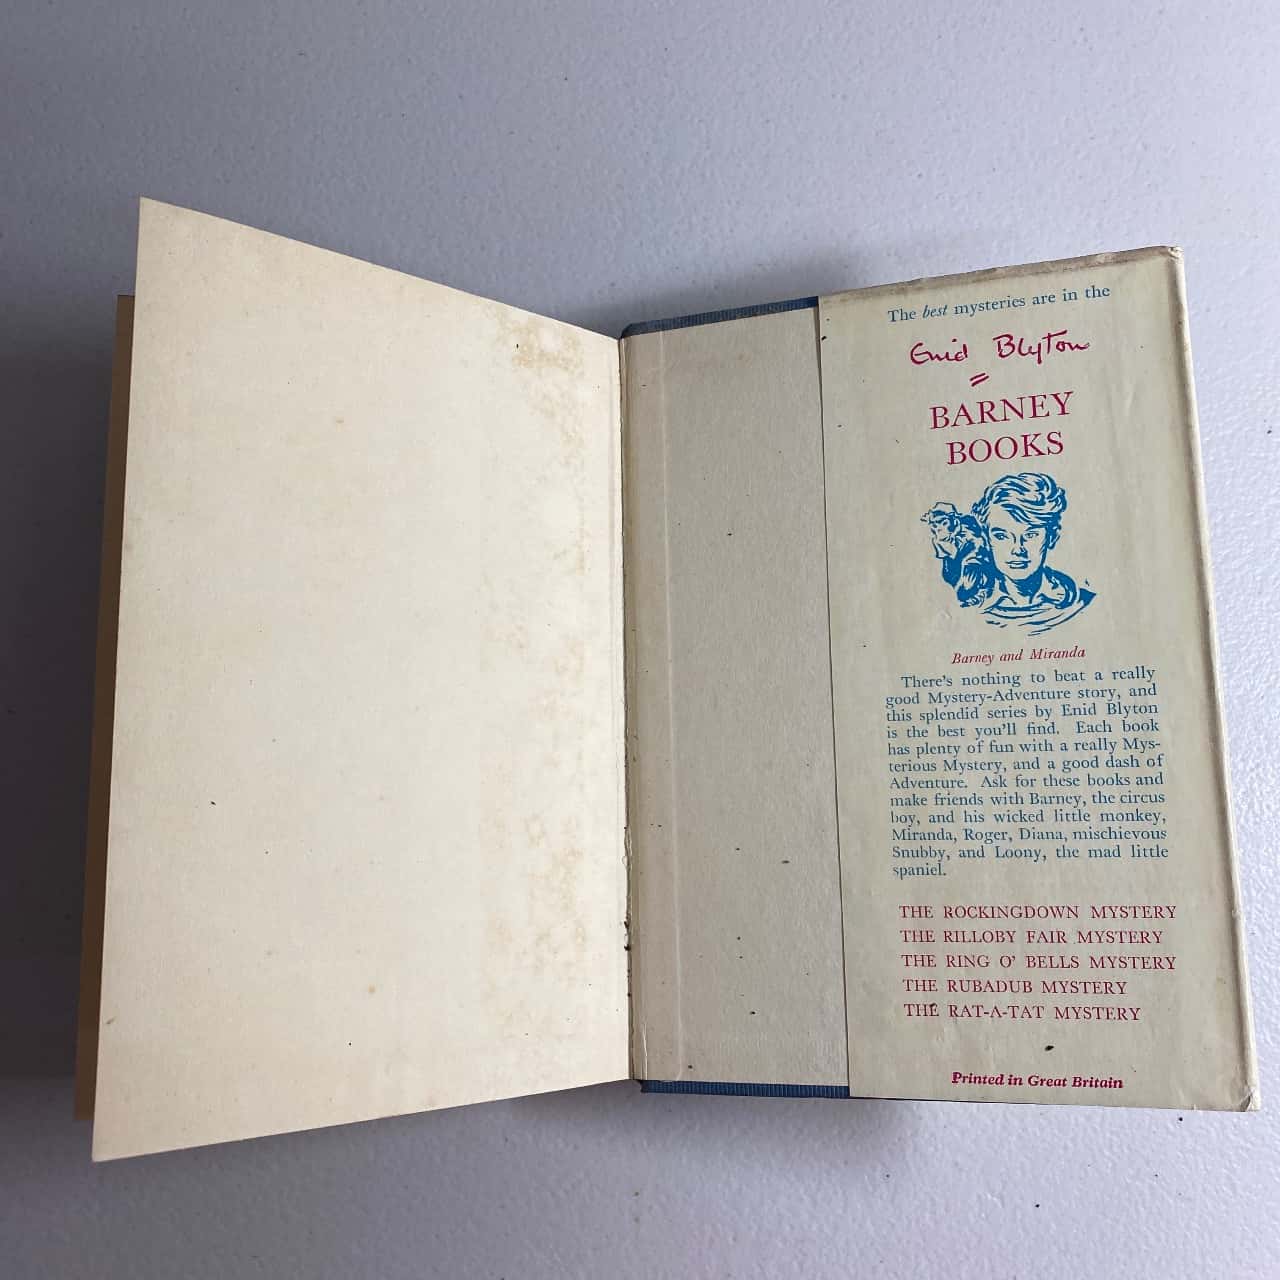 The best mysteries are in the
Enid Blyton
BARNEY
BOOKS
Barney and Miranda
There's nothing to beat a really
good Mystery-Adventure story, and
this splendid series by Enid Blyton
is the best you'll find. Each book
has plenty of fun with a really Mys-
terious Mystery, and a good dash of
Adventure. Ask for these books and
make friends with Barney, the circus
boy, and his wicked little monkey,
Miranda, Roger, Diana, mischievous
Snubby, and Loony, the mad little
spaniel.
THE ROCKINGDOWN MYSTERY
THE RILLOBY FAIR MYSTERY
THE RING O' BELLS MYSTERY
THE RUBADUB MYSTERY
THE RAT-A-TAT MYSTERY
Printed in Great Britain